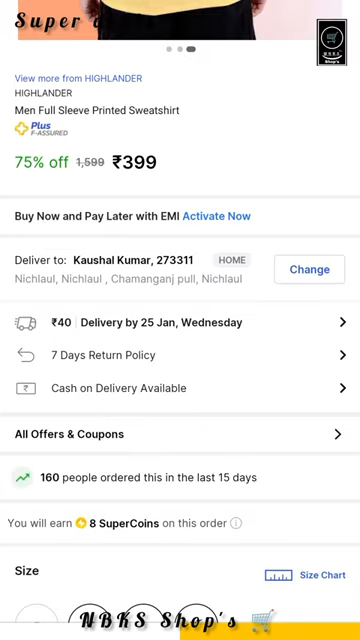 Super
View more from HIGHLANDER
HIGHLANDER
Men Full Sleeve Printed Sweatshirt
Plus
F-ASSURED
75% off 1,599 ₹399
Buy Now and Pay Later with EMI Activate Now
Deliver to: Kaushal Kumar, 273311 HOME
Change
Nichlaul, Nichlaul , Chamanganj pull, Nichlaul
₹40 | Delivery by 25 Jan, Wednesday
7 Days Return Policy
Cash on Delivery Available
All Offers & Coupons
160 people ordered this in the last 15 days
You will earn 8 SuperCoins on this order
Size
Size Chart
NBKS Shop's